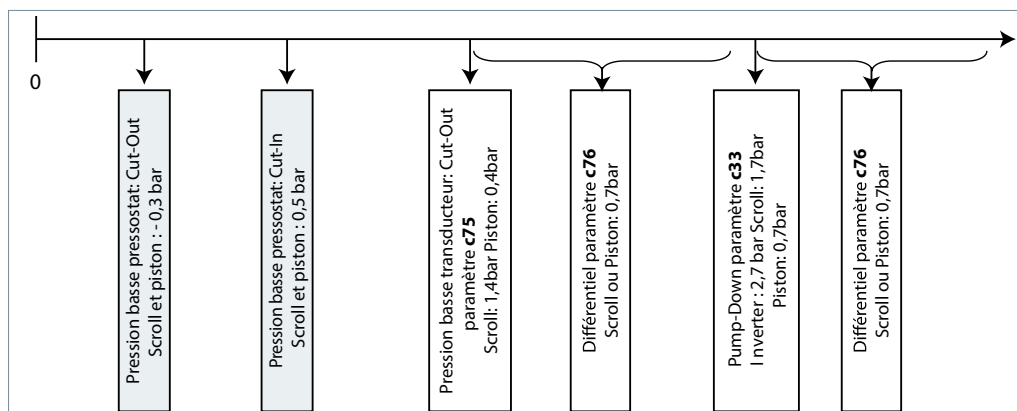 0
Pression basse pressostat: Cut-Out
Scroll et piston : - 0,3 bar
Pression basse pressostat: Cut-In
Scroll et piston : 0,5 bar
Pression basse transducteur: Cut-Out
paramètre c75
Scroll: 1,4bar Piston: 0,4bar
Différentiel paramètre c76
Scroll ou Piston: 0,7bar
Pump-Down paramètre c33
Inverter : 2,7 bar Scroll: 1,7bar
Piston: 0,7bar
Différentiel paramètre c76
Scroll ou Piston: 0,7bar